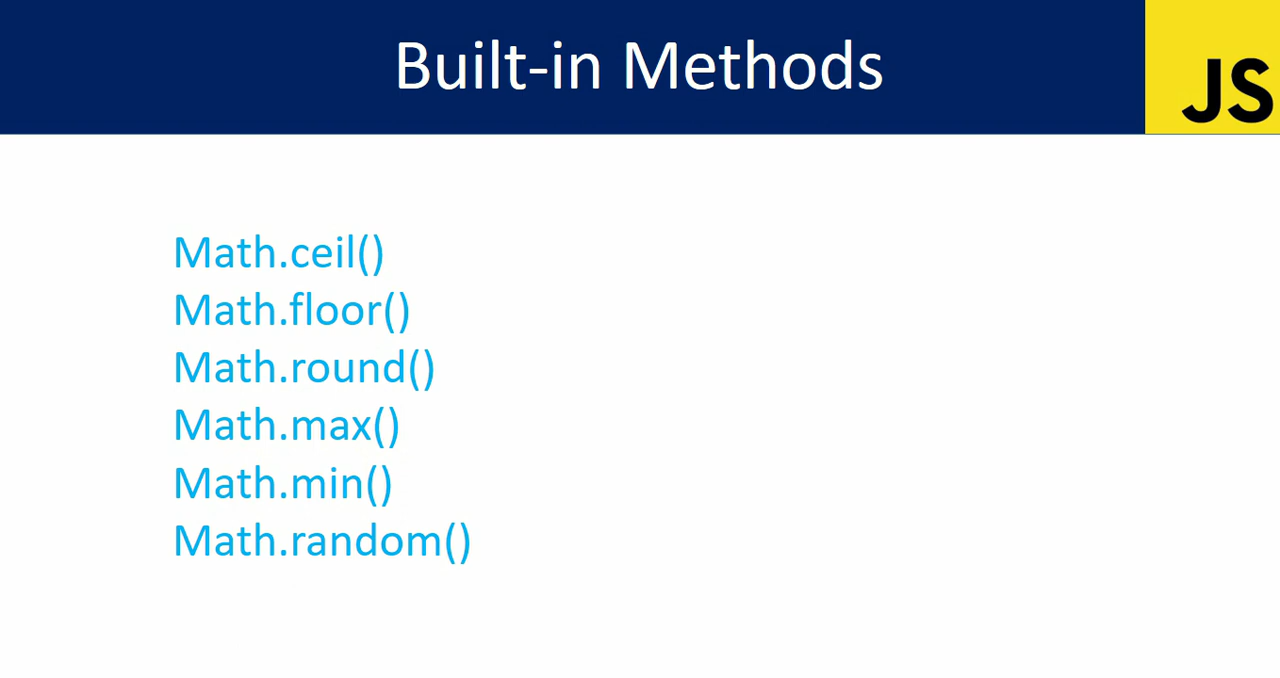 Built-in Methods
JS
Math.ceil()
Math.floor()
Math.round()
Math.max()
Math.min()
Math.random()